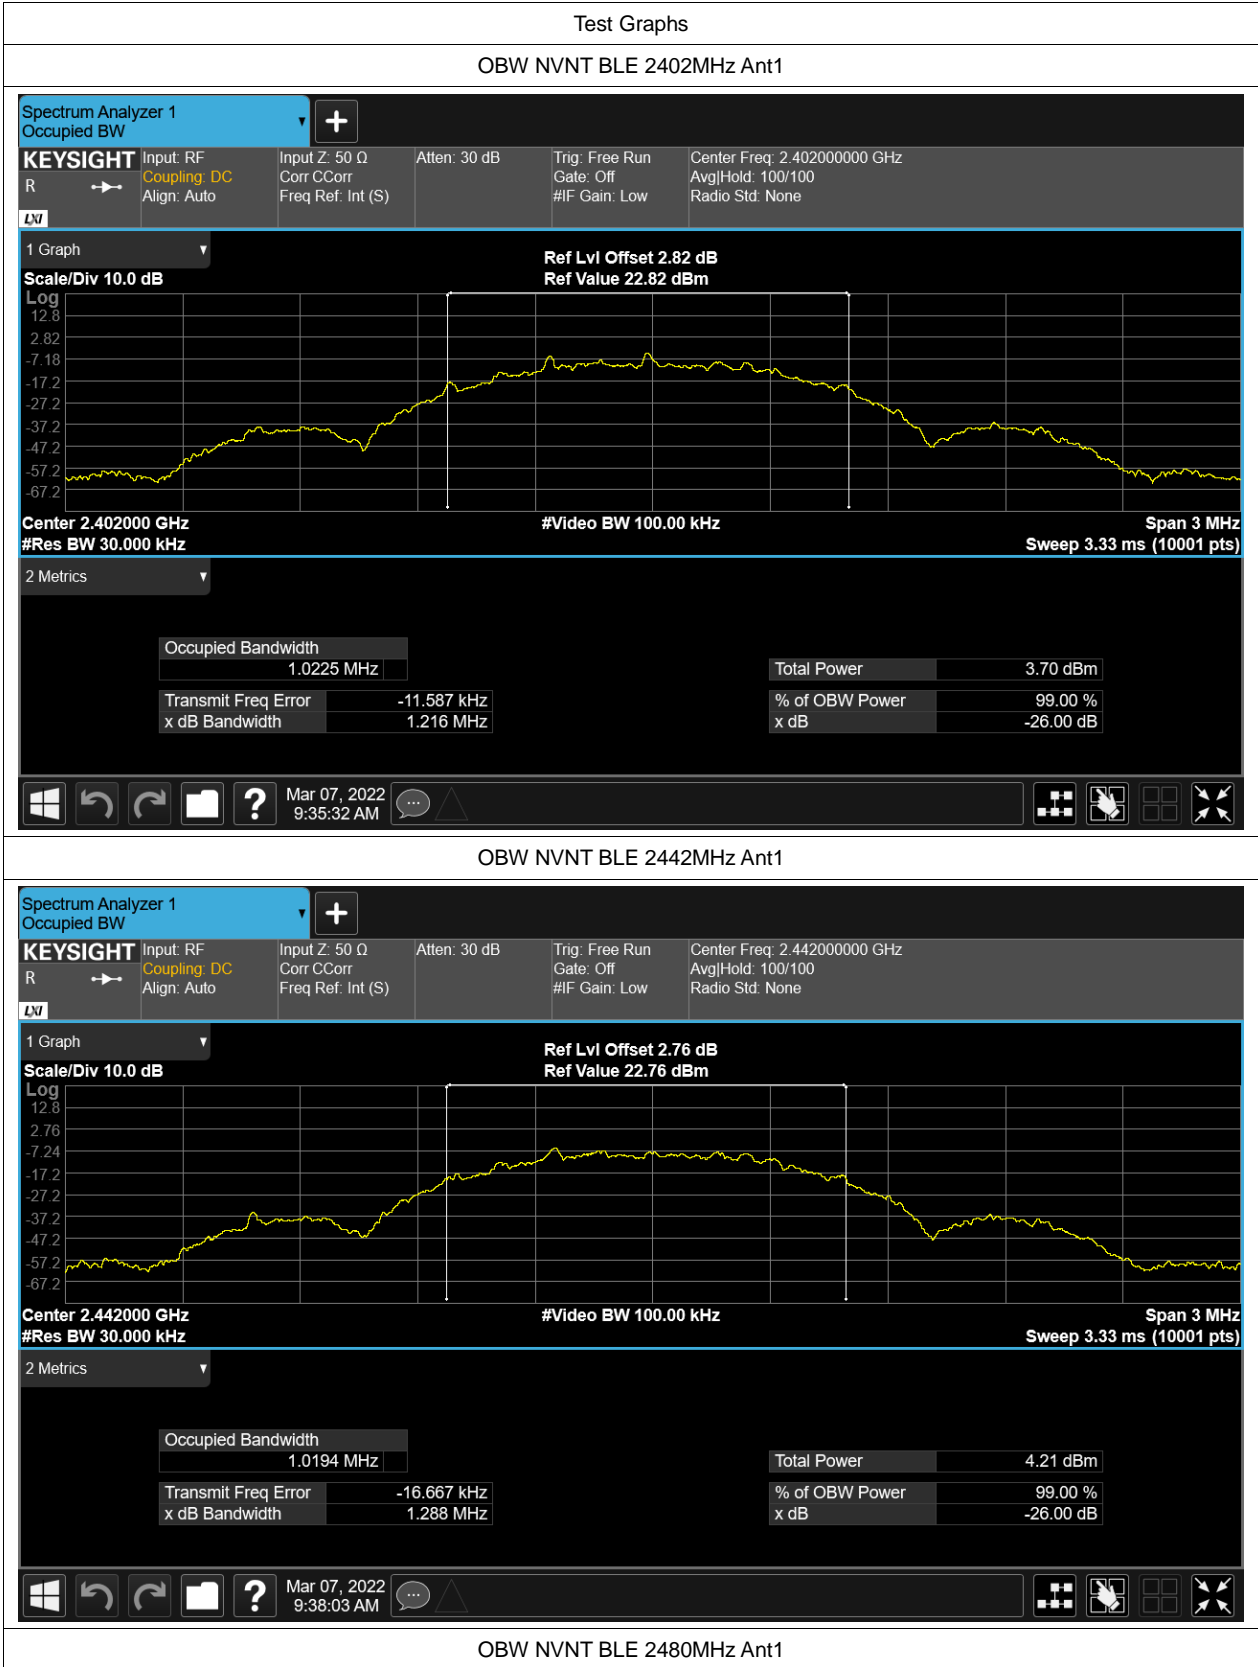 Test Graphs
OBW NVNT BLE 2402MHz Ant1
Spectrum Analyzer 1
Occupied BW
KEYSIGHT
R
LXI
Input: RF
Coupling: DC
Align: Auto
Input Z: 50 Ω
Corr CCorr
Freq Ref: Int (S)
Atten: 30 dB
Trig: Free Run
Gate: Off
#IF Gain: Low
Center Freq: 2.402000000 GHz
Avg|Hold: 100/100
Radio Std: None
1 Graph
Ref Lvl Offset 2.82 dB
Scale/Div 10.0 dB
Ref Value 22.82 dBm
Log
12.8
2.82
-7.18
-17.2
-27.2
-37.2
-47.2
-57.2
-67.2
Center 2.402000 GHz
#Video BW 100.00 kHz
Span 3 MHz
#Res BW 30.000 kHz
Sweep 3.33 ms (10001 pts)
2 Metrics
Occupied Bandwidth
1.0225 MHz
Total Power 3.70 dBm
Transmit Freq Error -11.587 kHz
% of OBW Power 99.00 %
x dB Bandwidth 1.216 MHz
x dB -26.00 dB
?
Mar 07, 2022
9:35:32 AM
OBW NVNT BLE 2442MHz Ant1
Spectrum Analyzer 1
Occupied BW
KEYSIGHT
R
LXI
Input: RF
Coupling: DC
Align: Auto
Input Z: 50 Ω
Corr CCorr
Freq Ref: Int (S)
Atten: 30 dB
Trig: Free Run
Gate: Off
#IF Gain: Low
Center Freq: 2.442000000 GHz
Avg|Hold: 100/100
Radio Std: None
1 Graph
Ref Lvl Offset 2.76 dB
Scale/Div 10.0 dB
Ref Value 22.76 dBm
Log
12.8
2.76
-7.24
-17.2
-27.2
-37.2
-47.2
-57.2
-67.2
Center 2.442000 GHz
#Video BW 100.00 kHz
Span 3 MHz
#Res BW 30.000 kHz
Sweep 3.33 ms (10001 pts)
2 Metrics
Occupied Bandwidth
1.0194 MHz
Total Power 4.21 dBm
Transmit Freq Error -16.667 kHz
% of OBW Power 99.00 %
x dB Bandwidth 1.288 MHz
x dB -26.00 dB
?
Mar 07, 2022
9:38:03 AM
OBW NVNT BLE 2480MHz Ant1